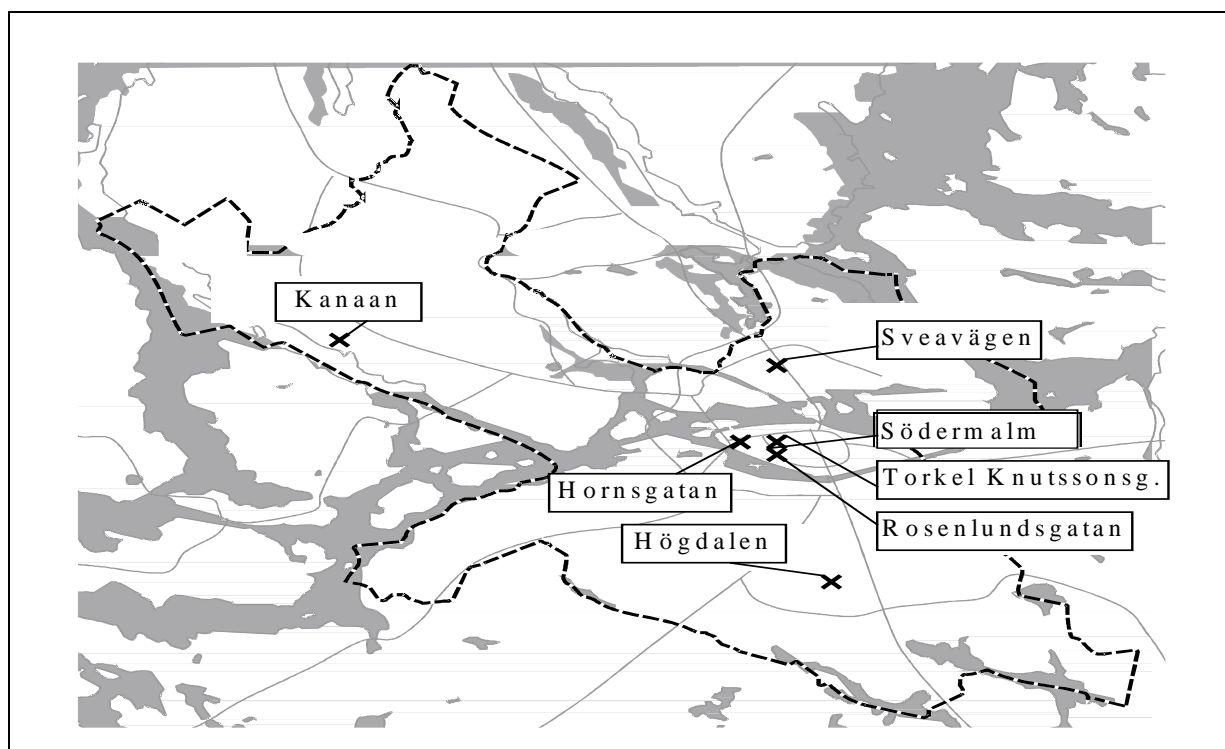 Kanaan
Sveavägen
Södermalm
Torkel Knutssonsg.
Hornsgatan
Rosenlundsgatan
Högdalen